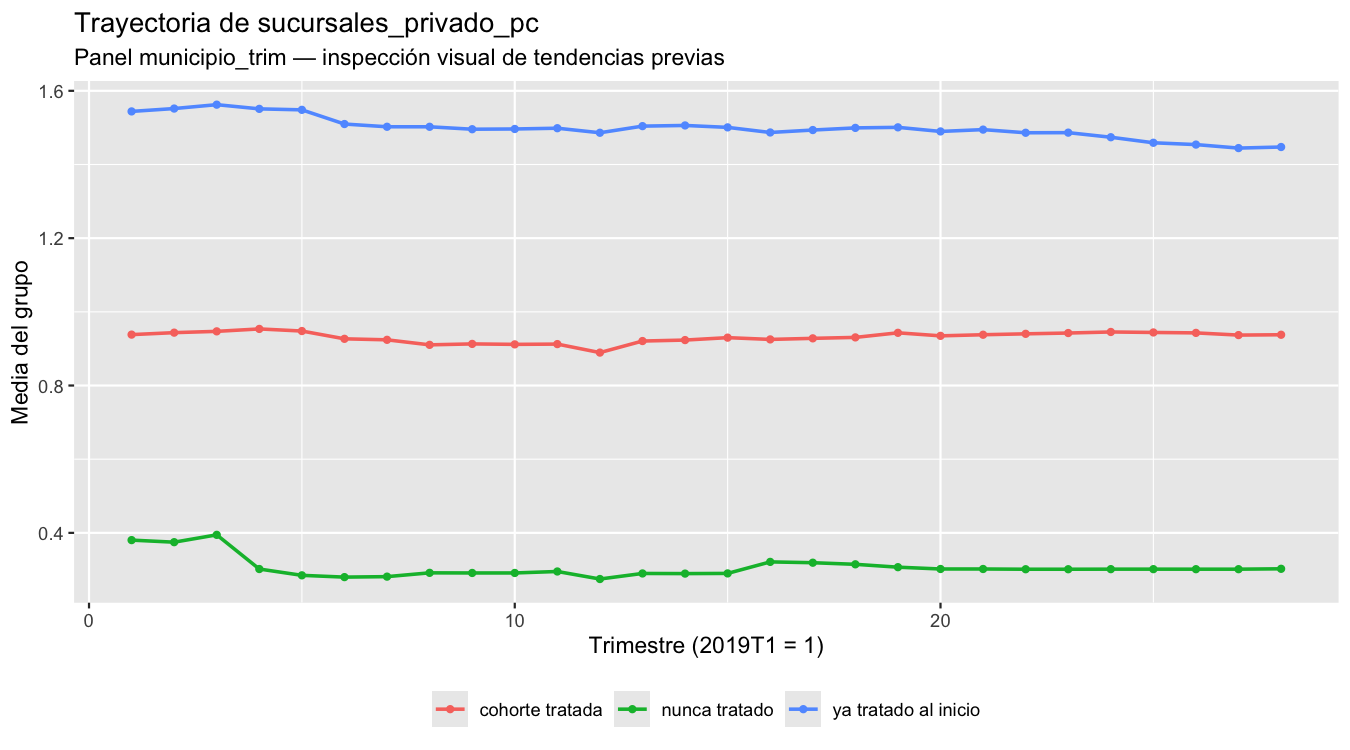 Trayectoria de sucursales_privado_pc
Panel municipio_trim — inspección visual de tendencias previas
Media del grupo
1.6
1.2
0.8
0.4
0 10 20
Trimestre (2019T1 = 1)
cohorte tratada nunca tratado ya tratado al inicio